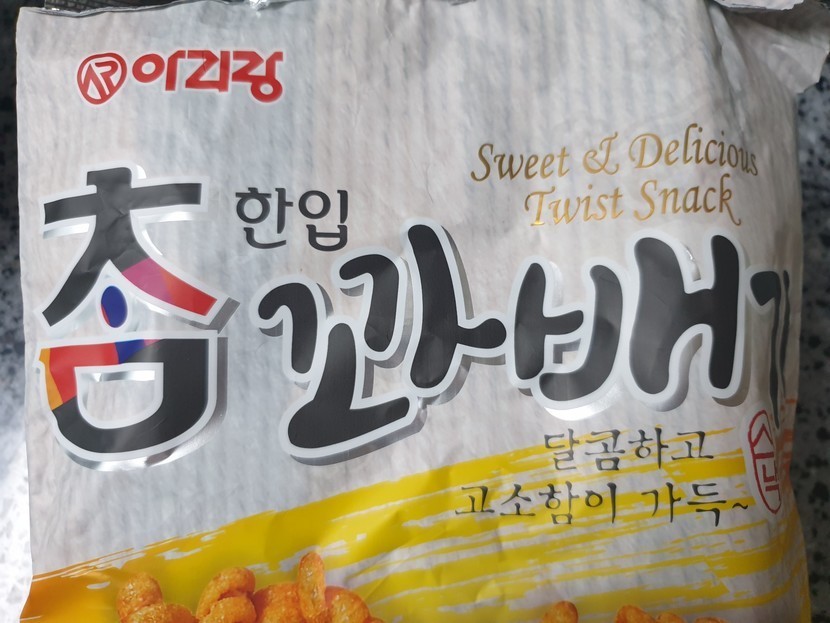 아리랑
Sweet & Delicious
Twist Snack
한입
춤 꽈배기
달콤하고
고소함이 가득~